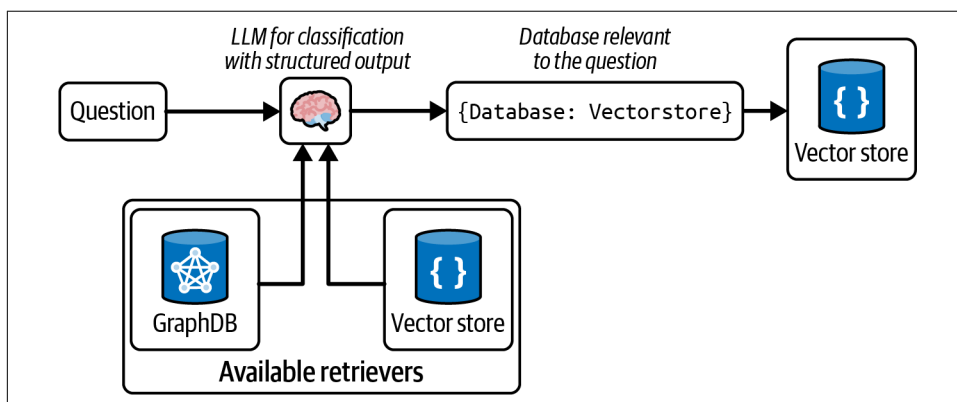 LLM for classification
with structured output
Database relevant
to the question
Question
{Database: Vectorstore}
{ }
Vector store
GraphDB
{ }
Vector store
Available retrievers